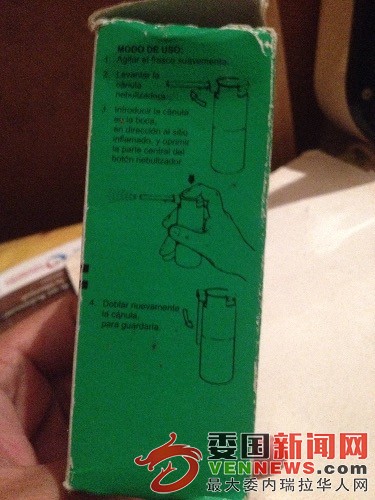 MODO DE USO:
1. Agitar el frasco suavemente.
2. Levantar la
cánula
nebulizadora.
3. Introducir la cánula
en la boca,
en dirección al sitio
inflamado, y oprimir
la parte central del
botón nebulizador.
4. Doblar nuevamente
la cánula,
para guardarla.
委国新闻网
VENNEWS.com
最大委内瑞拉华人网